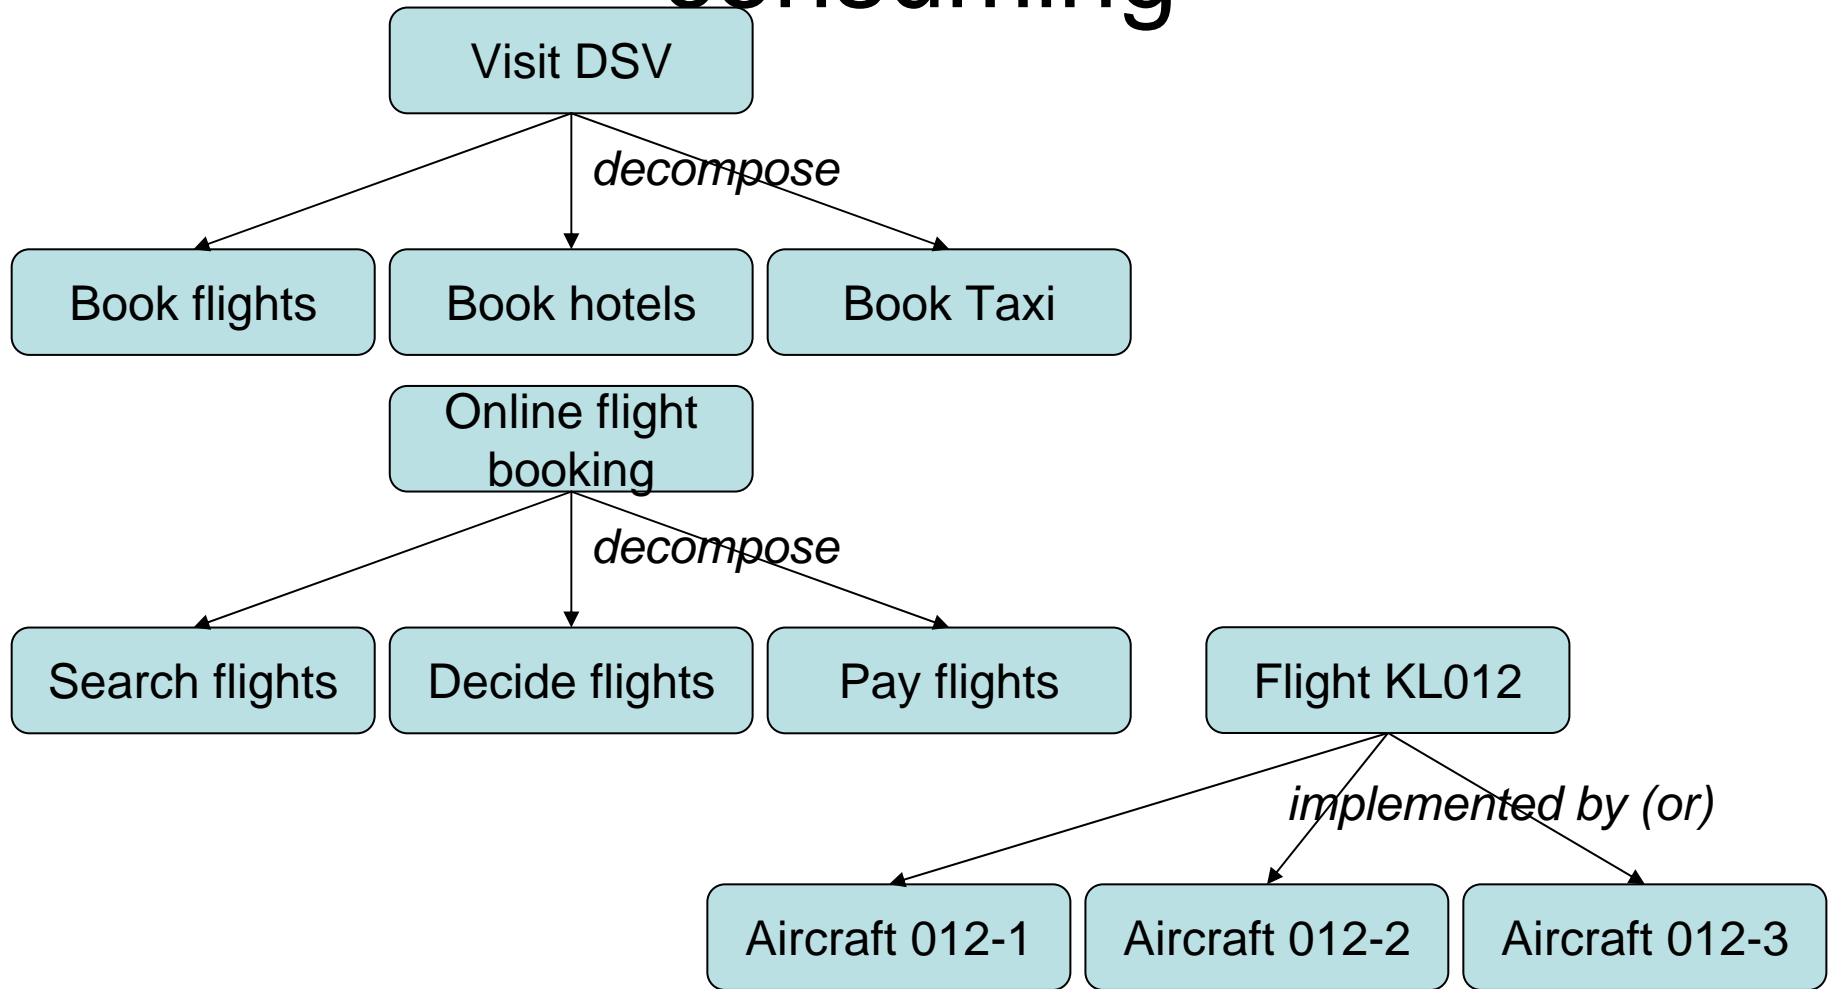 consuming
Visit DSV
decompose
Book flights
Book hotels
Book Taxi
Online flight
booking
decompose
Search flights
Decide flights
Pay flights
Flight KL012
implemented by (or)
Aircraft 012-1
Aircraft 012-2
Aircraft 012-3